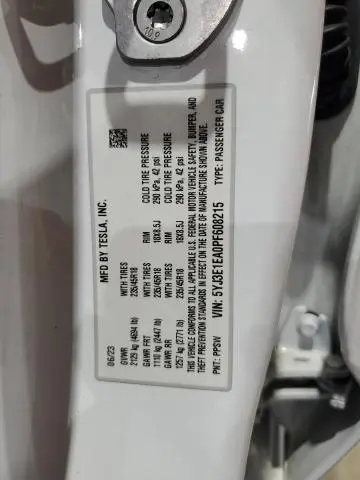 109
MFD BY TESLA, INC.
06/23
GVWR WITH TIRES RIM COLD TIRE PRESSURE
2129 kg (4694 lb) 235/45R18 18X8.5J 290 kPa, 42 psi
GAWR FRT WITH TIRES RIM COLD TIRE PRESSURE
1110 kg (2447 lb) 235/45R18 18X8.5J 290 kPa, 42 psi
GAWR RR
1257 kg (2771 lb)
THIS VEHICLE CONFORMS TO ALL APPLICABLE U.S. FEDERAL MOTOR VEHICLE SAFETY, BUMPER, AND
THEFT PREVENTION STANDARDS IN EFFECT ON THE DATE OF MANUFACTURE SHOWN ABOVE.
VIN: 5YJ3E1EA0PF608215
PNT: PPSW TYPE: PASSENGER CAR